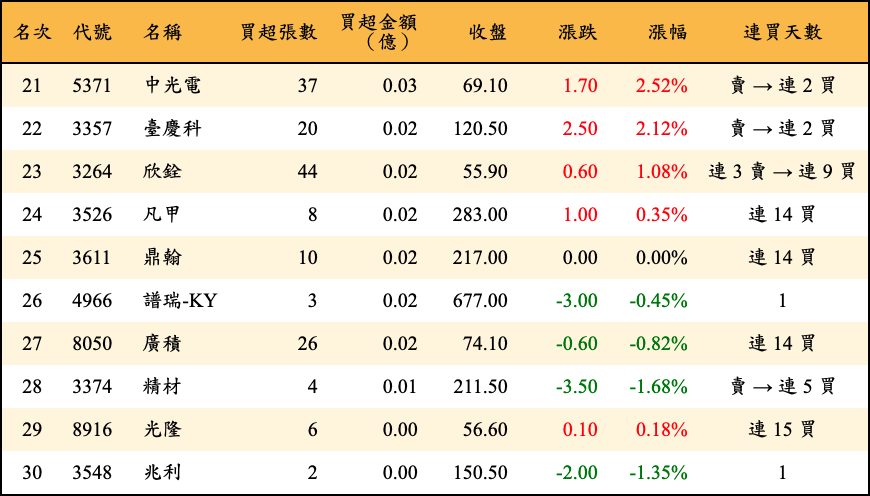 名次 代號 名稱 買超張數 買超金額（億） 收盤 漲跌 漲幅 連買天數
21 5371 中光電 37 0.03 69.10 1.70 2.52% 賣 → 連 2 買
22 3357 臺慶科 20 0.02 120.50 2.50 2.12% 賣 → 連 2 買
23 3264 欣銓 44 0.02 55.90 0.60 1.08% 連 3 賣 → 連 9 買
24 3526 凡甲 8 0.02 283.00 1.00 0.35% 連 14 買
25 3611 鼎翰 10 0.02 217.00 0.00 0.00% 連 14 買
26 4966 譜瑞-KY 3 0.02 677.00 -3.00 -0.45% 1
27 8050 廣積 26 0.02 74.10 -0.60 -0.82% 連 14 買
28 3374 精材 4 0.01 211.50 -3.50 -1.68% 賣 → 連 5 買
29 8916 光隆 6 0.00 56.60 0.10 0.18% 連 15 買
30 3548 兆利 2 0.00 150.50 -2.00 -1.35% 1